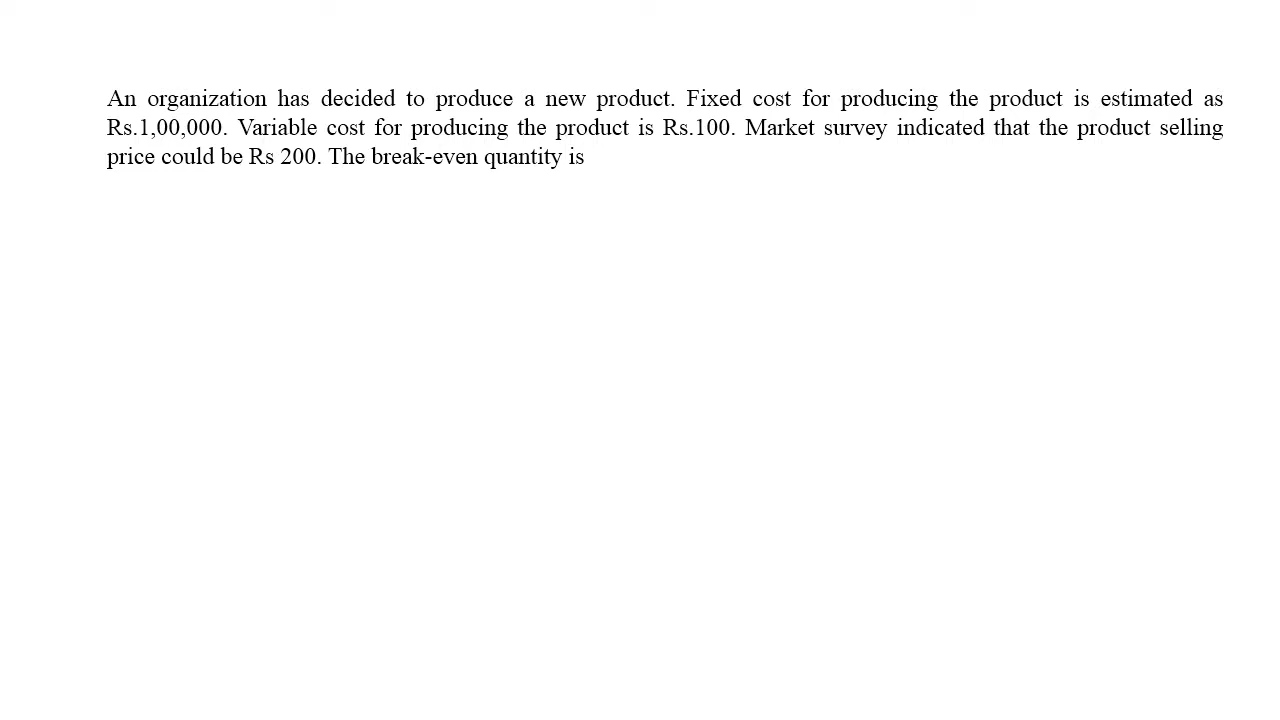 An organization has decided to produce a new product. Fixed cost for producing the product is estimated as
Rs.1,00,000. Variable cost for producing the product is Rs.100. Market survey indicated that the product selling
price could be Rs 200. The break-even quantity is